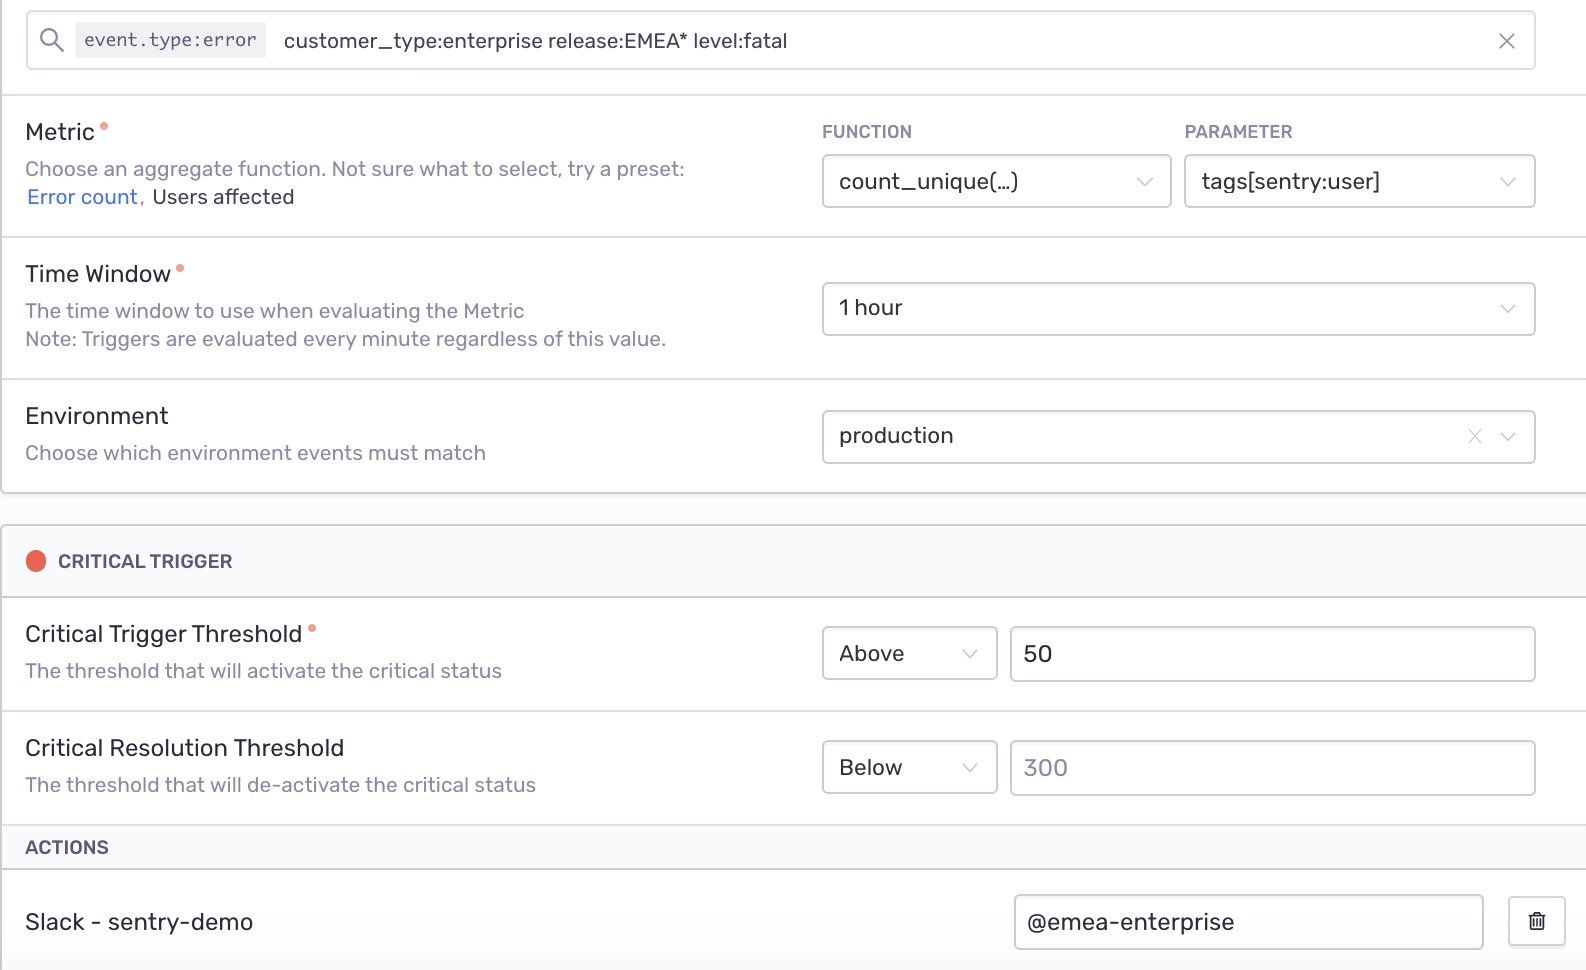 event.type:error customer_type:enterprise release:EMEA* level:fatal
Metric
FUNCTION PARAMETER
Choose an aggregate function. Not sure what to select, try a preset:
Error count, Users affected
count_unique(...) tags[sentry:user]
Time Window
The time window to use when evaluating the Metric
Note: Triggers are evaluated every minute regardless of this value.
1 hour
Environment
Choose which environment events must match
production
CRITICAL TRIGGER
Critical Trigger Threshold
The threshold that will activate the critical status
Above 50
Critical Resolution Threshold
The threshold that will de-activate the critical status
Below 300
ACTIONS
Slack - sentry-demo @emea-enterprise